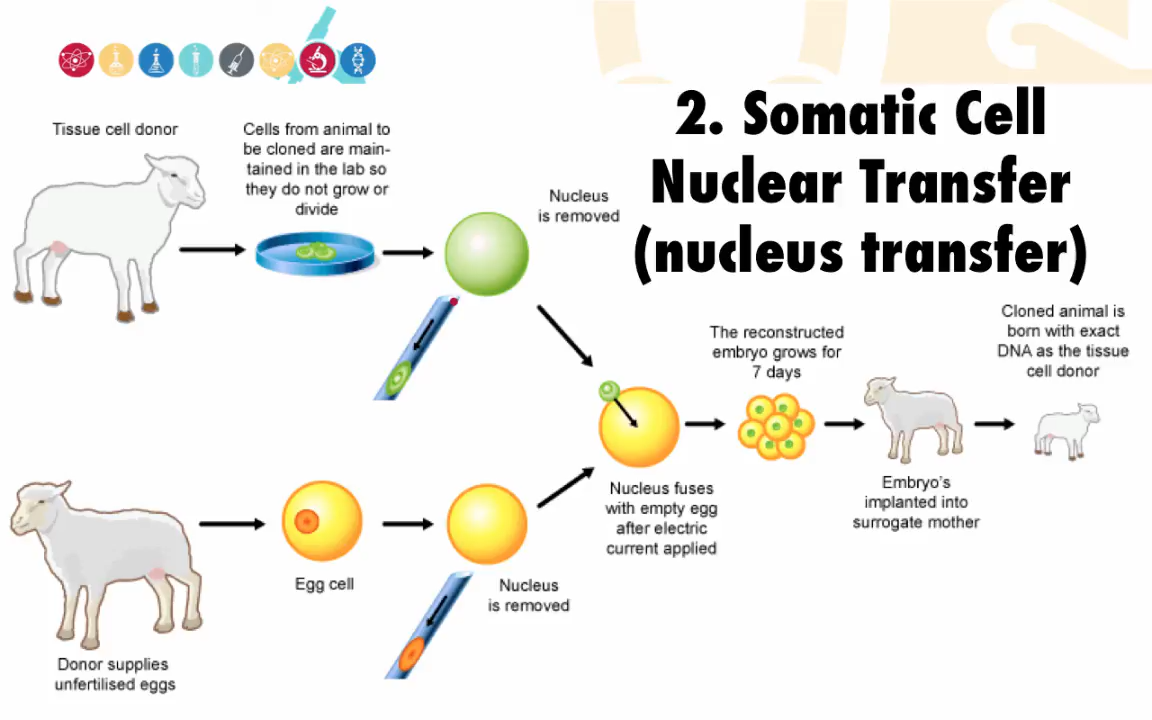 2. Somatic Cell
Nuclear Transfer
(nucleus transfer)
Tissue cell donor
Cells from animal to
be cloned are main-
tained in the lab so
they do not grow or
divide
Nucleus
is removed
Donor supplies
unfertilised eggs
Egg cell
Nucleus
is removed
Nucleus fuses
with empty egg
after electric
current applied
The reconstructed
embryo grows for
7 days
Embryo's
implanted into
surrogate mother
Cloned animal is
born with exact
DNA as the tissue
cell donor